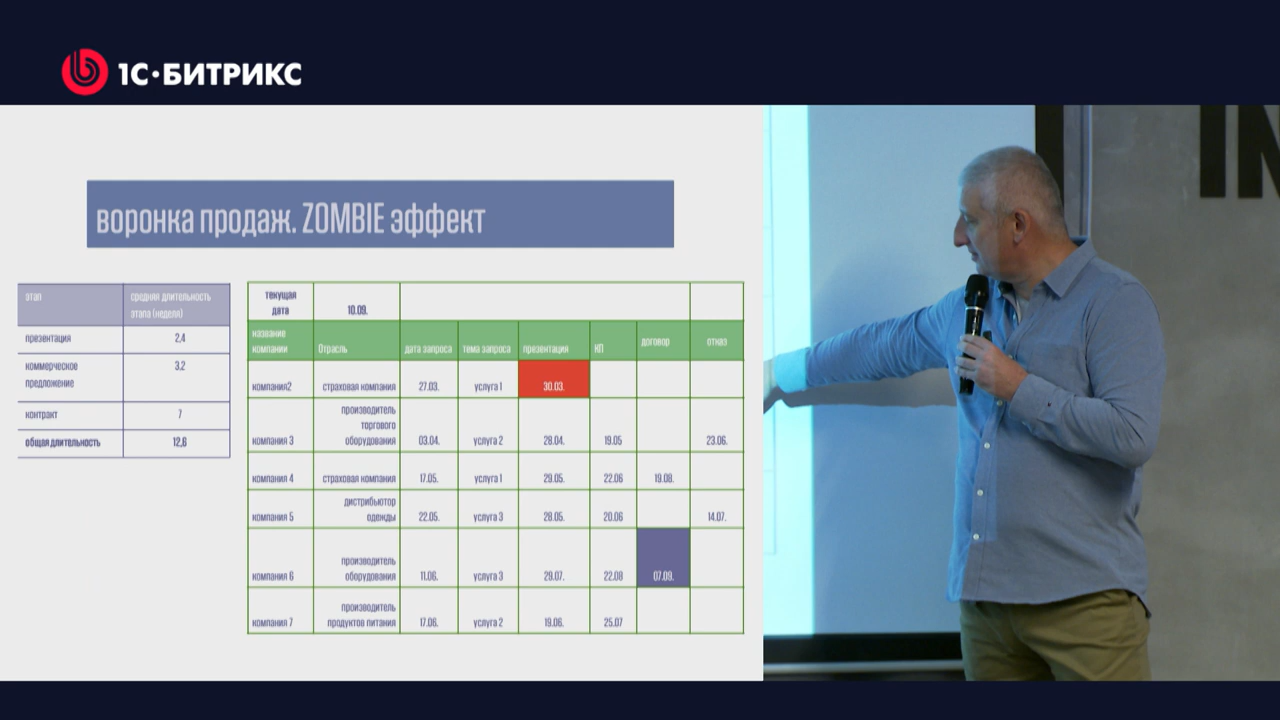 1С·БИТРИКС
воронка продаж. ZOMBIE эффект
этап средняя длительность этапа (неделя)
презентация 2,4
коммерческое предложение 3,2
контракт 7
общая длительность 12,6
текущая дата 10.09.
название компании Отрасль дата запроса тема запроса презентация КП договор отказ
компания2 страховая компания 27.03. услуга 1 30.03.
компания 3 производитель торгового оборудования 03.04. услуга 2 28.04. 19.05 23.06.
компания 4 страховая компания 17.05. услуга 1 29.05. 22.06 19.08.
компания 5 дистрибьютор одежды 22.05. услуга 3 28.05. 20.06 14.07.
компания 6 производитель оборудования 11.06. услуга 3 29.07. 22.08 07.09.
компания 7 производитель продуктов питания 17.06. услуга 2 19.06. 25.07
IN